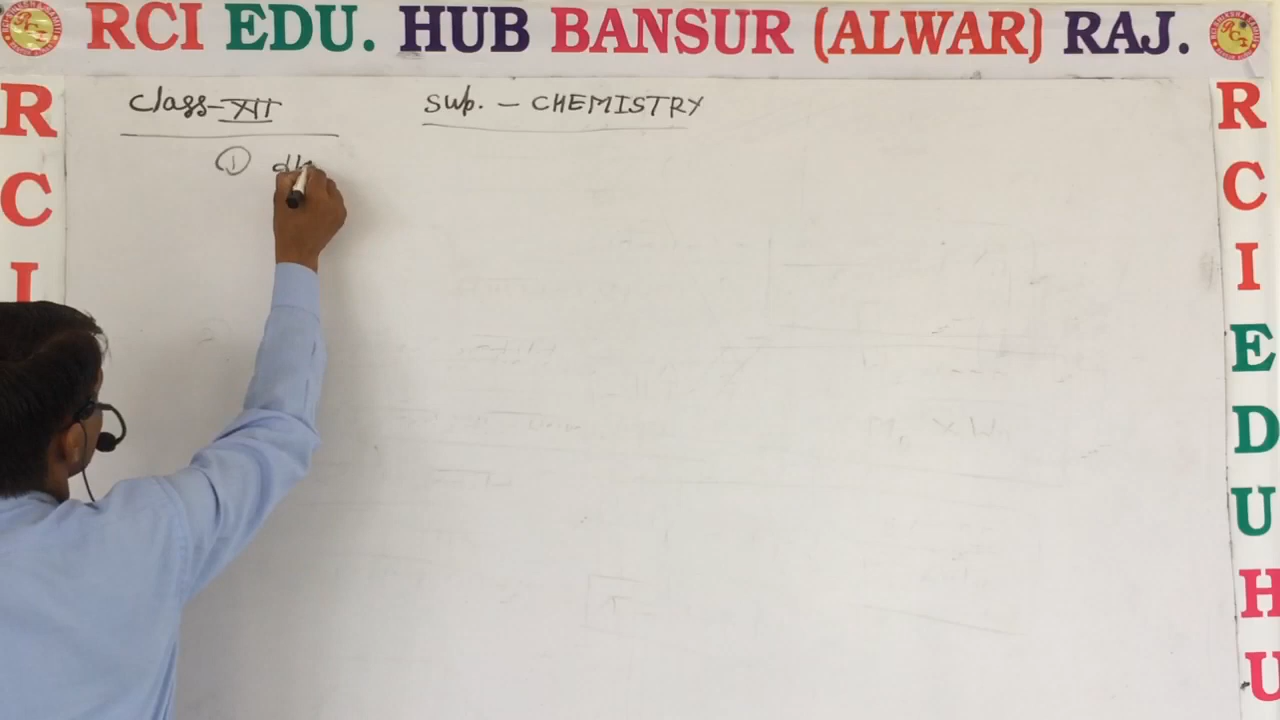 RCI EDU. HUB BANSUR (ALWAR) RAJ.
Class-XII
Sub. - CHEMISTRY
①
R
C
I
R
C
I
E
D
U
H
U